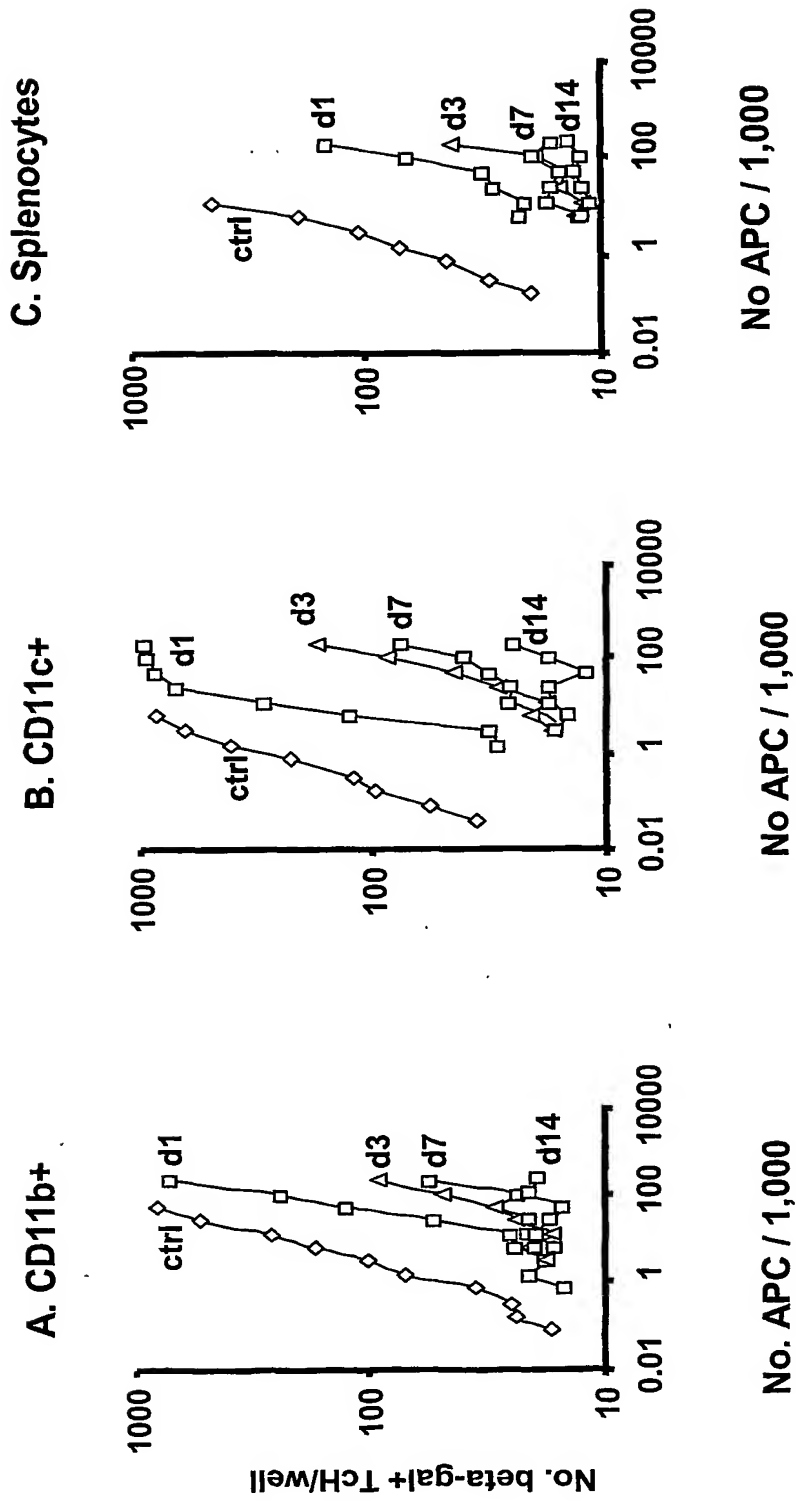 A. CD11b+
No. beta-gal+ TcH/well
1000
100
10
0.01
1
100
10000
ctrl
d1
d3
d7
d14
No. APC / 1,000
B. CD11c+
1000
100
10
0.01
1
100
10000
ctrl
d1
d3
d7
d14
No APC / 1,000
C. Splenocytes
1000
100
10
0.01
1
100
10000
ctrl
d1
d3
d7
d14
No APC / 1,000